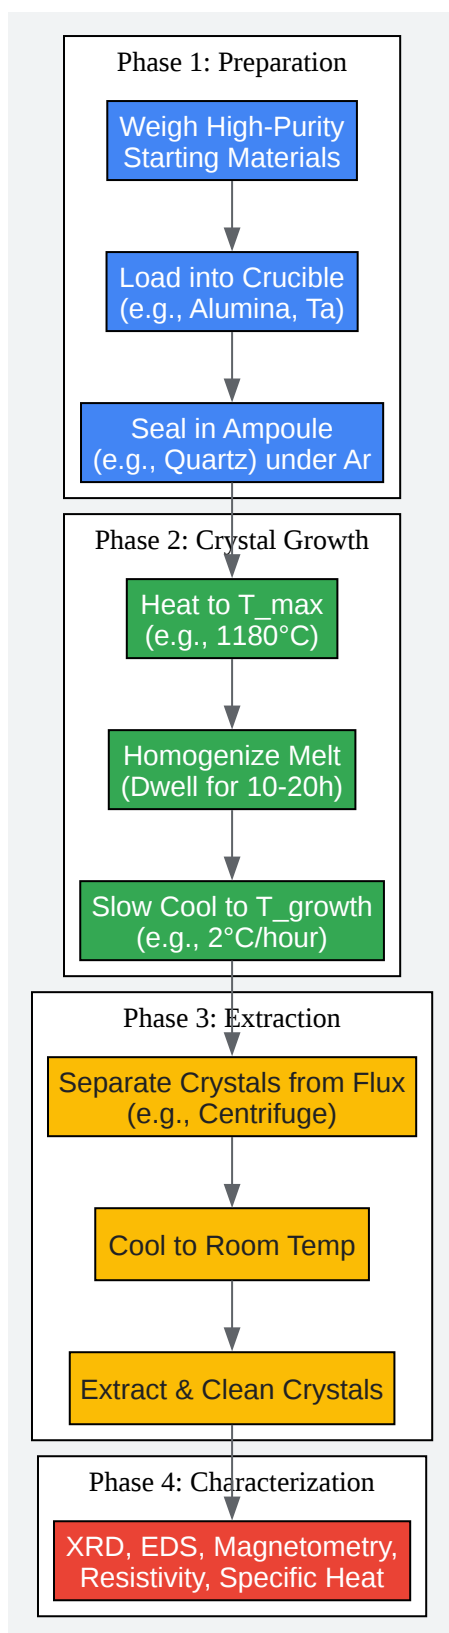 Phase 1: Preparation
Weigh High-Purity
Starting Materials
Load into Crucible
(e.g., Alumina, Ta)
Seal in Ampoule
(e.g., Quartz) under Ar
Phase 2: Crystal Growth
Heat to T_max
(e.g., 1180°C)
Homogenize Melt
(Dwell for 10-20h)
Slow Cool to T_growth
(e.g., 2°C/hour)
Phase 3: Extraction
Separate Crystals from Flux
(e.g., Centrifuge)
Cool to Room Temp
Extract & Clean Crystals
Phase 4: Characterization
XRD, EDS, Magnetometry,
Resistivity, Specific Heat